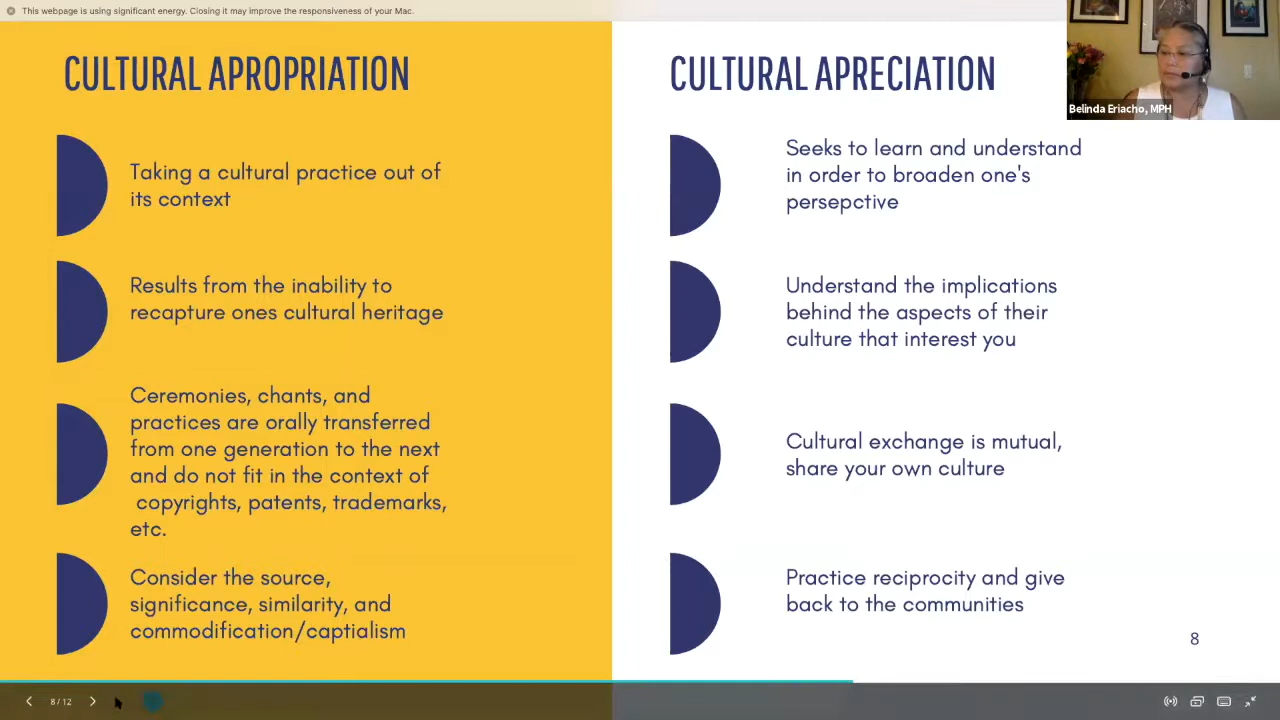 This webpage is using significant energy. Closing it may improve the responsiveness of your Mac.
CULTURAL APROPRIATION
Taking a cultural practice out of
its context
Results from the inability to
recapture ones cultural heritage
Ceremonies, chants, and
practices are orally transferred
from one generation to the next
and do not fit in the context of
copyrights, patents, trademarks,
etc.
Consider the source,
significance, similarity, and
commodification/captialism
CULTURAL APRECIATION
Seeks to learn and understand
in order to broaden one's
persepctive
Understand the implications
behind the aspects of their
culture that interest you
Cultural exchange is mutual,
share your own culture
Practice reciprocity and give
back to the communities
8
Belinda Eriacho, MPH
8 / 12